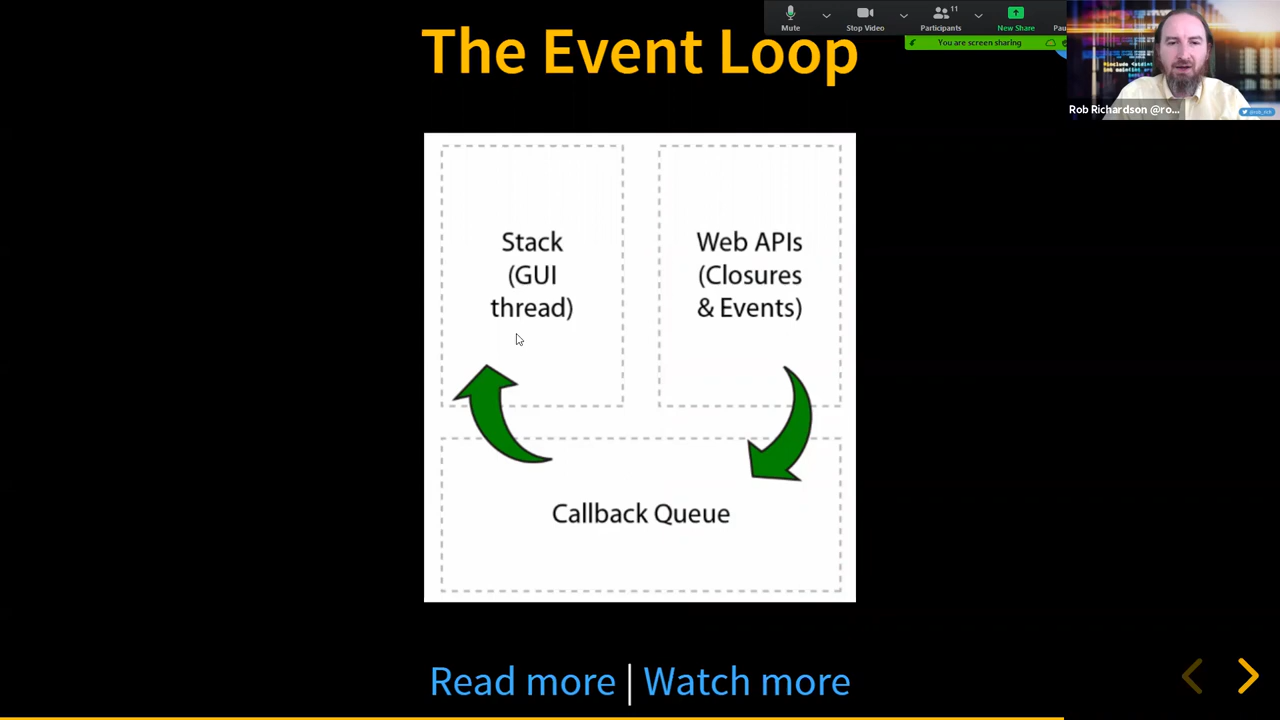 The Event Loop
Mute
Stop Video
11
Participants
New Share
You are screen sharing
Rob Richardson @ro...
Stack
(GUI
thread)
Web APIs
(Closures
& Events)
Callback Queue
Read more | Watch more